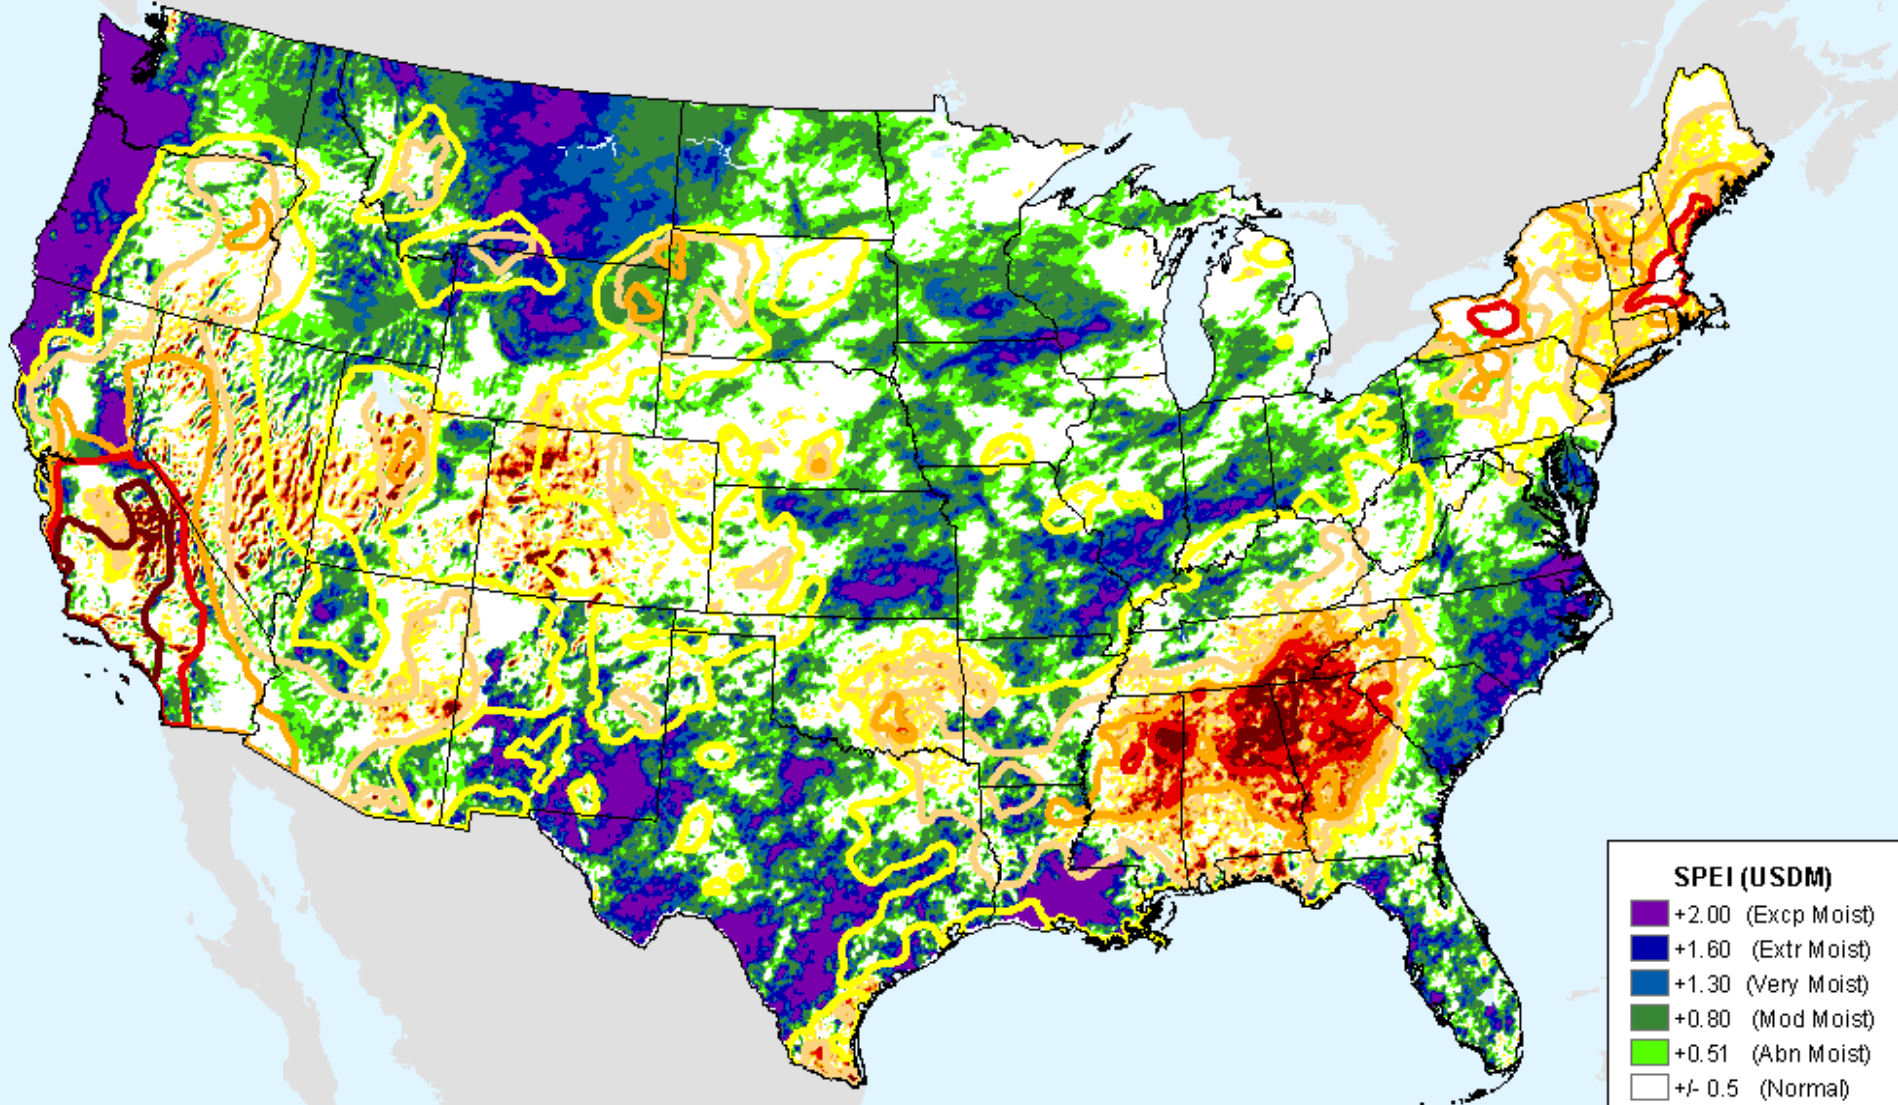 SPEI (USDM)
+2.00 (Excp Moist)
+1.60 (Extr Moist)
+1.30 (Very Moist)
+0.80 (Mod Moist)
+0.51 (Abn Moist)
+/- 0.5 (Normal)